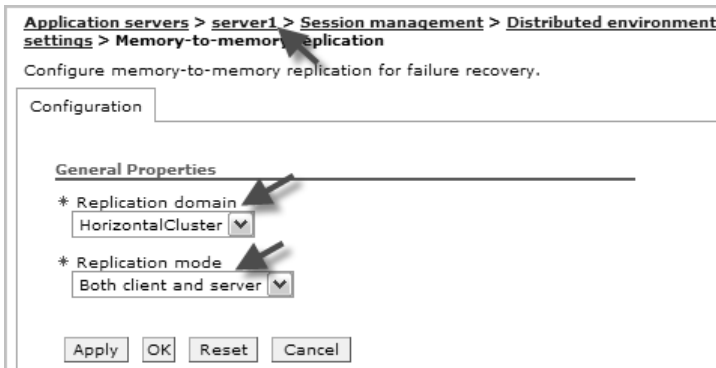 Application servers > server1 > Session management > Distributed environment
settings > Memory-to-memory replication
Configure memory-to-memory replication for failure recovery.
Configuration
General Properties
* Replication domain
HorizontalCluster
* Replication mode
Both client and server
Apply OK Reset Cancel